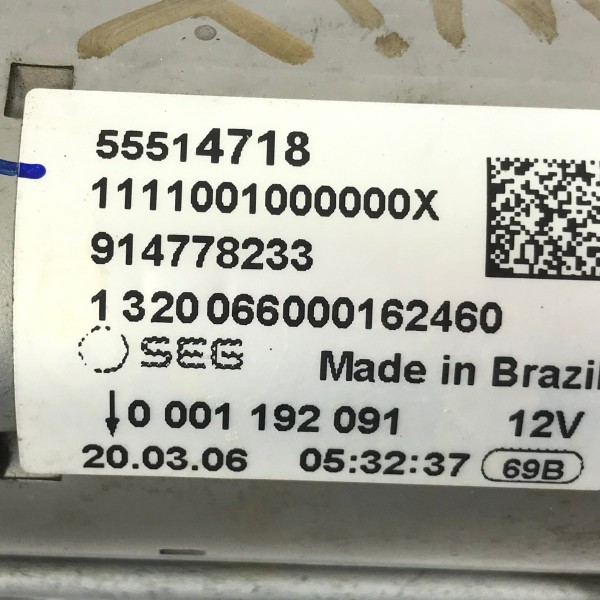 55514718
1111001000000X
914778233
1 320 066000162460
SEG Made in Brazil
↓0 001 192 091 12V
20.03.06 05:32:37 69B